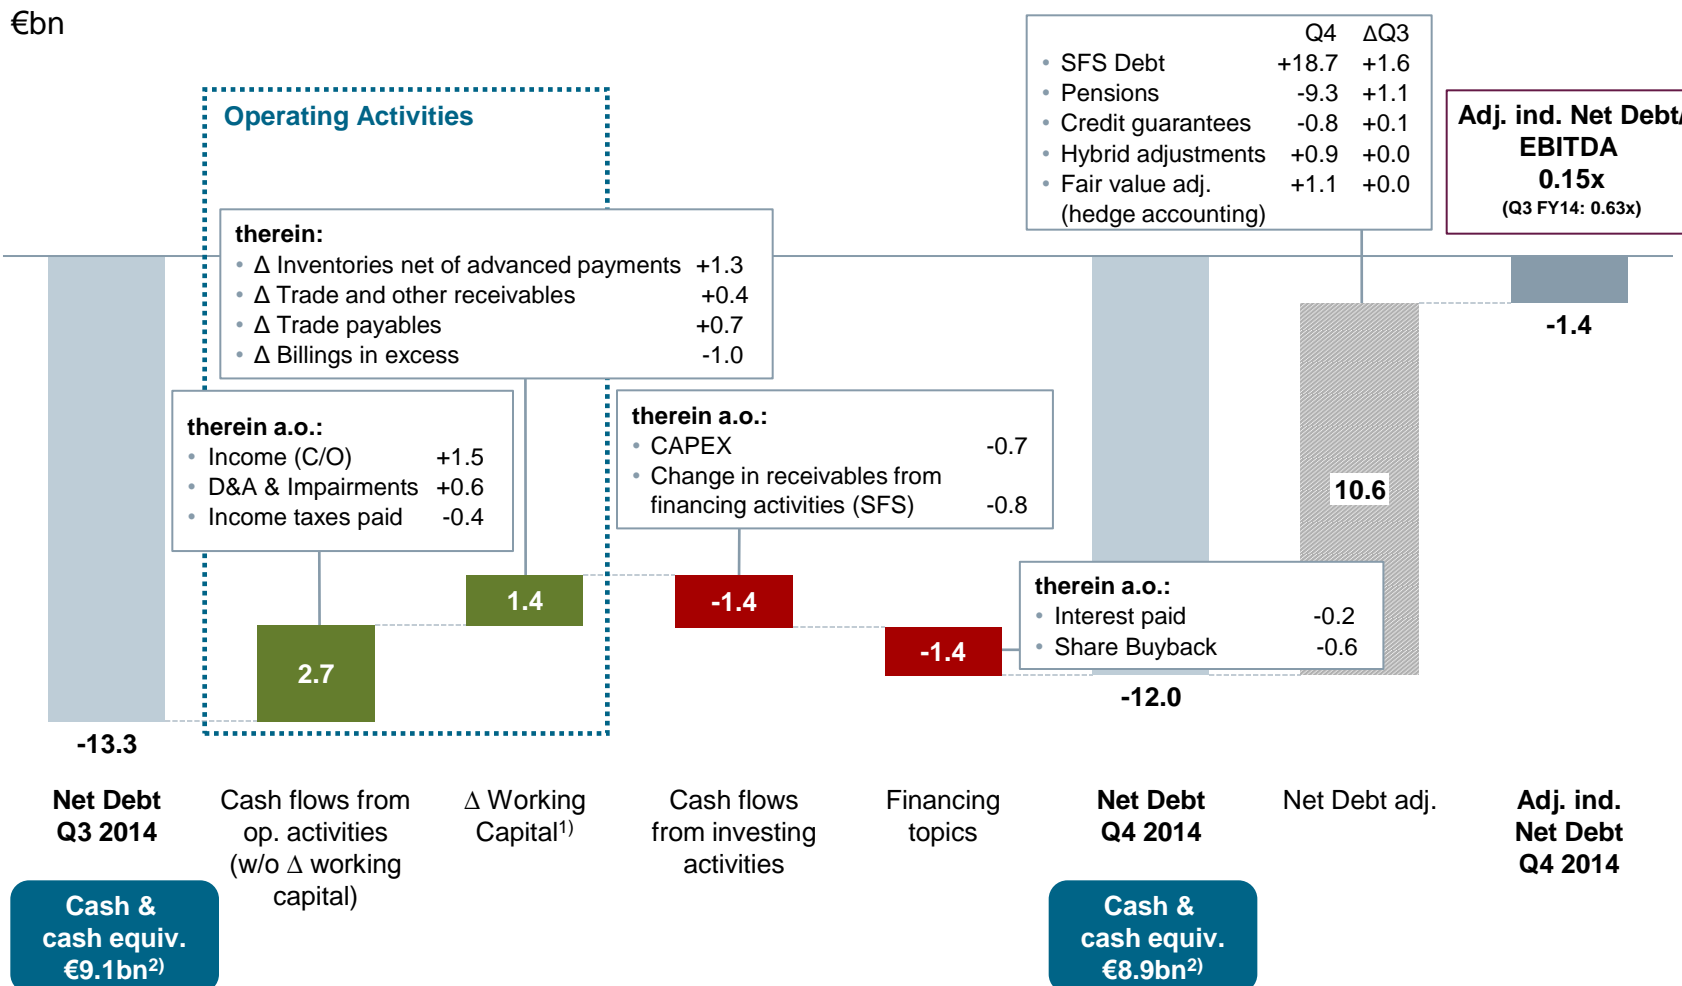 €bn
Q4 ΔQ3
• SFS Debt +18.7 +1.6
• Pensions -9.3 +1.1
• Credit guarantees -0.8 +0.1
• Hybrid adjustments +0.9 +0.0
• Fair value adj. +1.1 +0.0
(hedge accounting)
Adj. ind. Net Debt/
EBITDA
0.15x
(Q3 FY14: 0.63x)
Operating Activities
therein:
• Δ Inventories net of advanced payments +1.3
• Δ Trade and other receivables +0.4
• Δ Trade payables +0.7
• Δ Billings in excess -1.0
therein a.o.:
• Income (C/O) +1.5
• D&A & Impairments +0.6
• Income taxes paid -0.4
therein a.o.:
• CAPEX -0.7
• Change in receivables from
financing activities (SFS) -0.8
therein a.o.:
• Interest paid -0.2
• Share Buyback -0.6
-13.3
2.7
1.4
-1.4
-1.4
-12.0
10.6
-1.4
Net Debt
Q3 2014
Cash flows from
op. activities
(w/o Δ working
capital)
Δ Working
Capital1)
Cash flows
from investing
activities
Financing
topics
Net Debt
Q4 2014
Net Debt adj.
Adj. ind.
Net Debt
Q4 2014
Cash &
cash equiv.
€9.1bn2)
Cash &
cash equiv.
€8.9bn2)